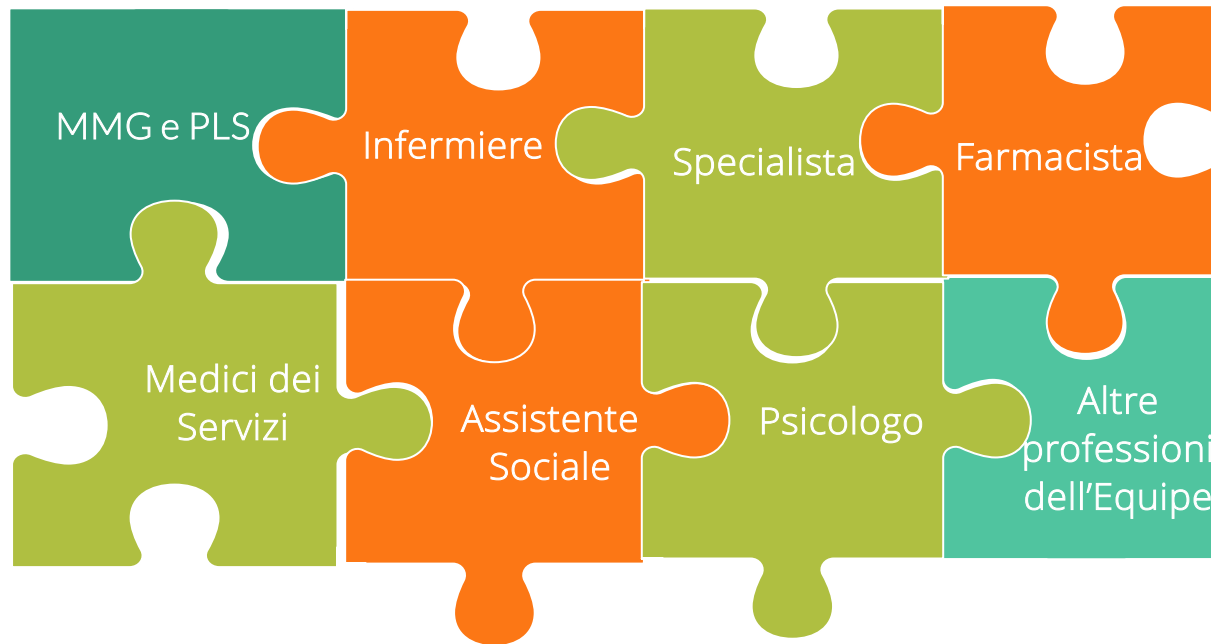 MMG e PLS
Infermiere
Specialista
Farmacista
Medici dei
Servizi
Assistente
Sociale
Psicologo
Altre
professioni
dell'Equipe